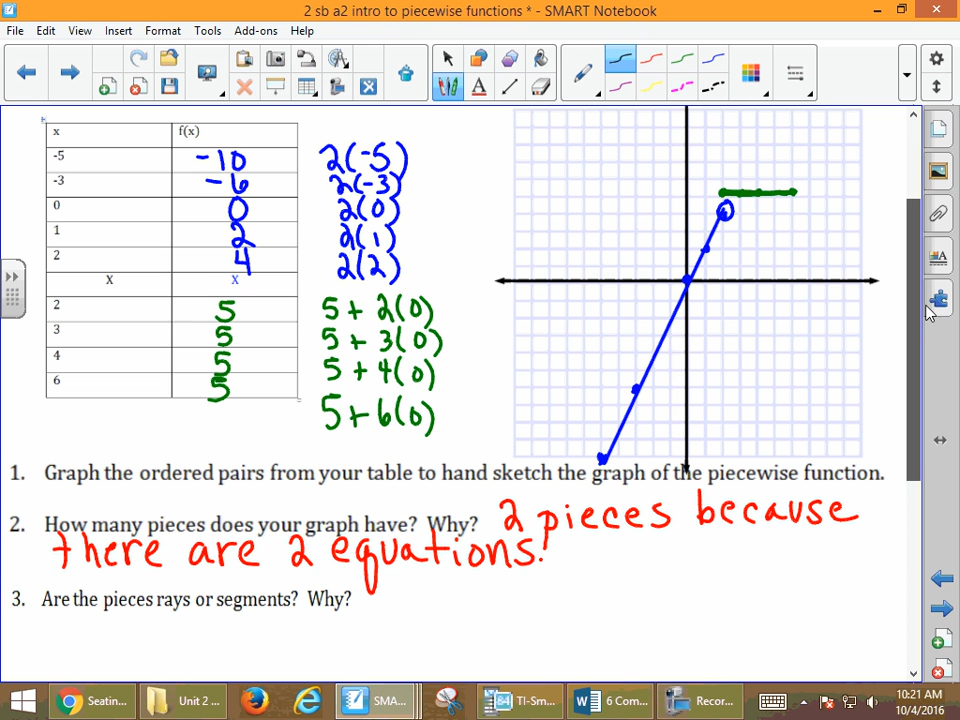 2 sb a2 intro to piecewise functions * - SMART Notebook
File Edit View Insert Format Tools Add-ons Help
x f(x)
-5 -10 2(-5)
-3 -6 2(-3)
0 0 2(0)
1 2 2(1)
2 4 2(2)
X X
2 5 5 + 2(0)
3 5 5 + 3(0)
4 5 5 + 4(0)
6 5 5 + 6(0)
1. Graph the ordered pairs from your table to hand sketch the graph of the piecewise function.
2. How many pieces does your graph have? Why? 2 pieces because
there are 2 equations.
3. Are the pieces rays or segments? Why?
Seatin... Unit 2 ... SMA... TI-Sm... 6 Com... Recor... 10:21 AM
10/4/2016